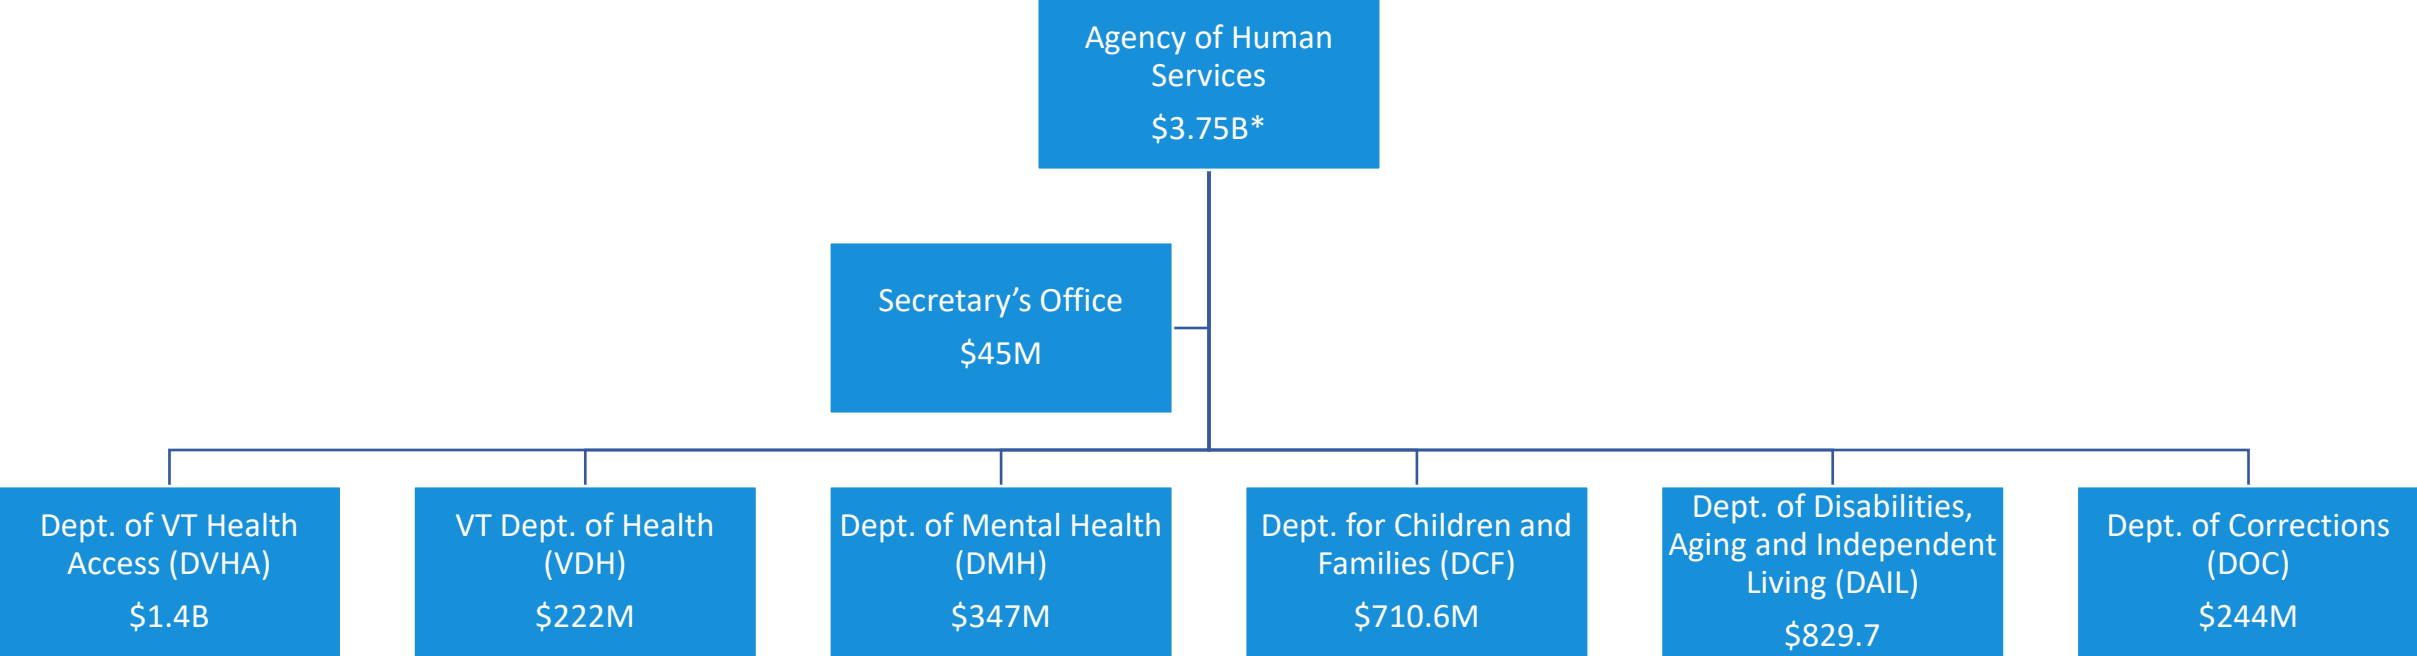 Agency of Human
Services
$3.75B*
Secretary’s Office
$45M
Dept. of VT Health
Access (DVHA)
$1.4B
VT Dept. of Health
(VDH)
$222M
Dept. of Mental Health
(DMH)
$347M
Dept. for Children and
Families (DCF)
$710.6M
Dept. of Disabilities,
Aging and Independent
Living (DAIL)
$829.7
Dept. of Corrections
(DOC)
$244M